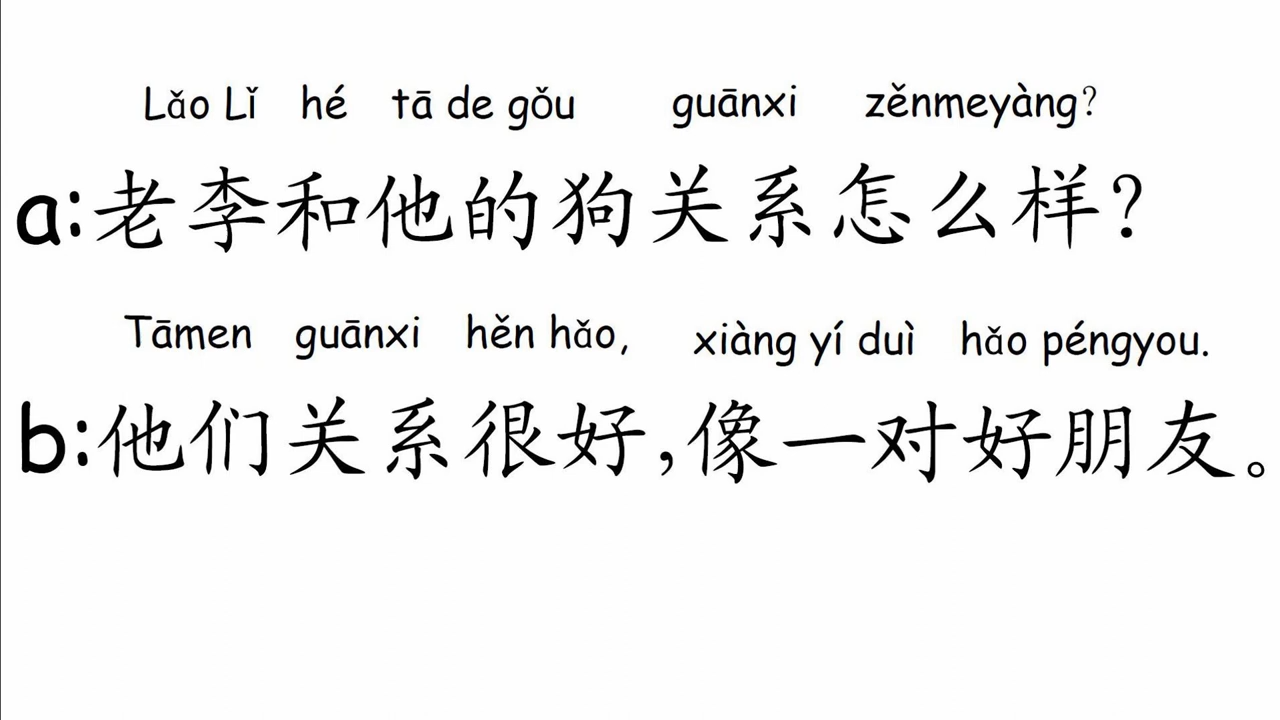 Lǎo Lǐ hé tā de gǒu guānxi zěnmeyàng?
a:老李和他的狗关系怎么样?
Tāmen guānxi hěn hǎo, xiàng yí duì hǎo péngyou.
b:他们关系很好,像一对好朋友。